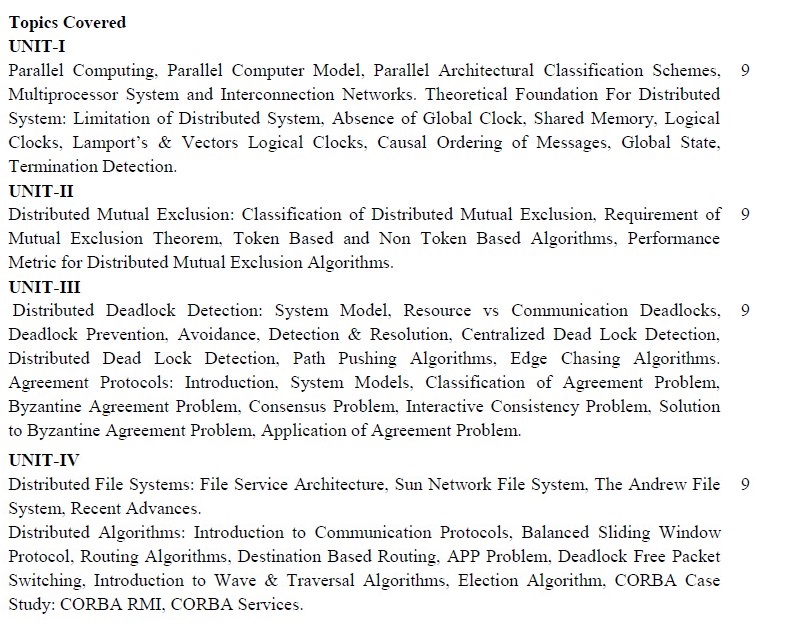 Topics Covered
UNIT-I
Parallel Computing, Parallel Computer Model, Parallel Architectural Classification Schemes, 9
Multiprocessor System and Interconnection Networks. Theoretical Foundation For Distributed
System: Limitation of Distributed System, Absence of Global Clock, Shared Memory, Logical
Clocks, Lamport's & Vectors Logical Clocks, Causal Ordering of Messages, Global State,
Termination Detection.
UNIT-II
Distributed Mutual Exclusion: Classification of Distributed Mutual Exclusion, Requirement of 9
Mutual Exclusion Theorem, Token Based and Non Token Based Algorithms, Performance
Metric for Distributed Mutual Exclusion Algorithms.
UNIT-III
Distributed Deadlock Detection: System Model, Resource vs Communication Deadlocks, 9
Deadlock Prevention, Avoidance, Detection & Resolution, Centralized Dead Lock Detection,
Distributed Dead Lock Detection, Path Pushing Algorithms, Edge Chasing Algorithms.
Agreement Protocols: Introduction, System Models, Classification of Agreement Problem,
Byzantine Agreement Problem, Consensus Problem, Interactive Consistency Problem, Solution
to Byzantine Agreement Problem, Application of Agreement Problem.
UNIT-IV
Distributed File Systems: File Service Architecture, Sun Network File System, The Andrew File 9
System, Recent Advances.
Distributed Algorithms: Introduction to Communication Protocols, Balanced Sliding Window
Protocol, Routing Algorithms, Destination Based Routing, APP Problem, Deadlock Free Packet
Switching, Introduction to Wave & Traversal Algorithms, Election Algorithm, CORBA Case
Study: CORBA RMI, CORBA Services.